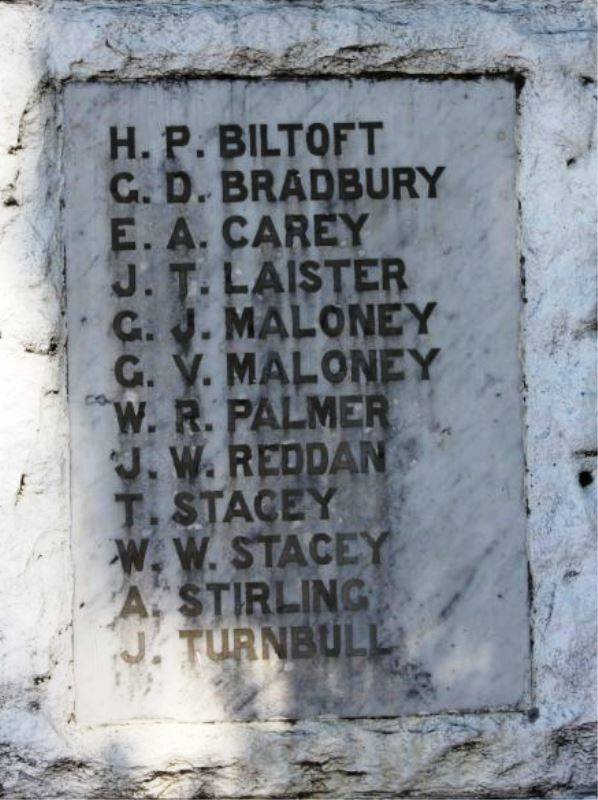 H. P. BILTOFT
G. D. BRADBURY
E. A. CAREY
J. T. LAISTER
G. J. MALONEY
G. V. MALONEY
W. R. PALMER
J. W. REDDAN
T. STACEY
W. W. STACEY
A. STIRLING
J. TURNBULL